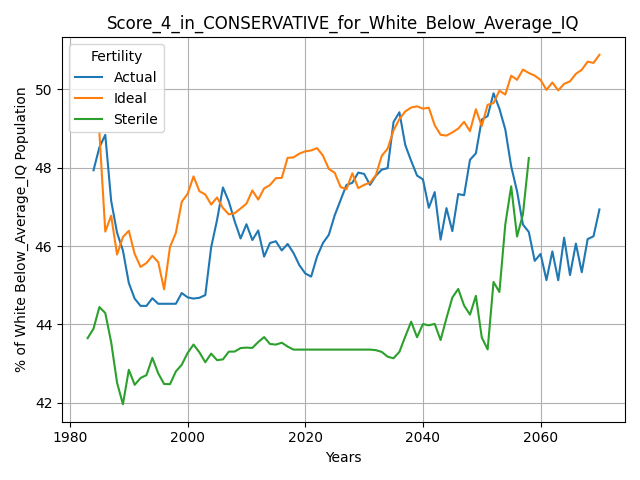 Score_4_in_CONSERVATIVE_for_White_Below_Average_IQ
Fertility
Actual
Ideal
Sterile
% of White Below_Average_IQ Population
50
48
46
44
42
1980
2000
2020
2040
2060
Years